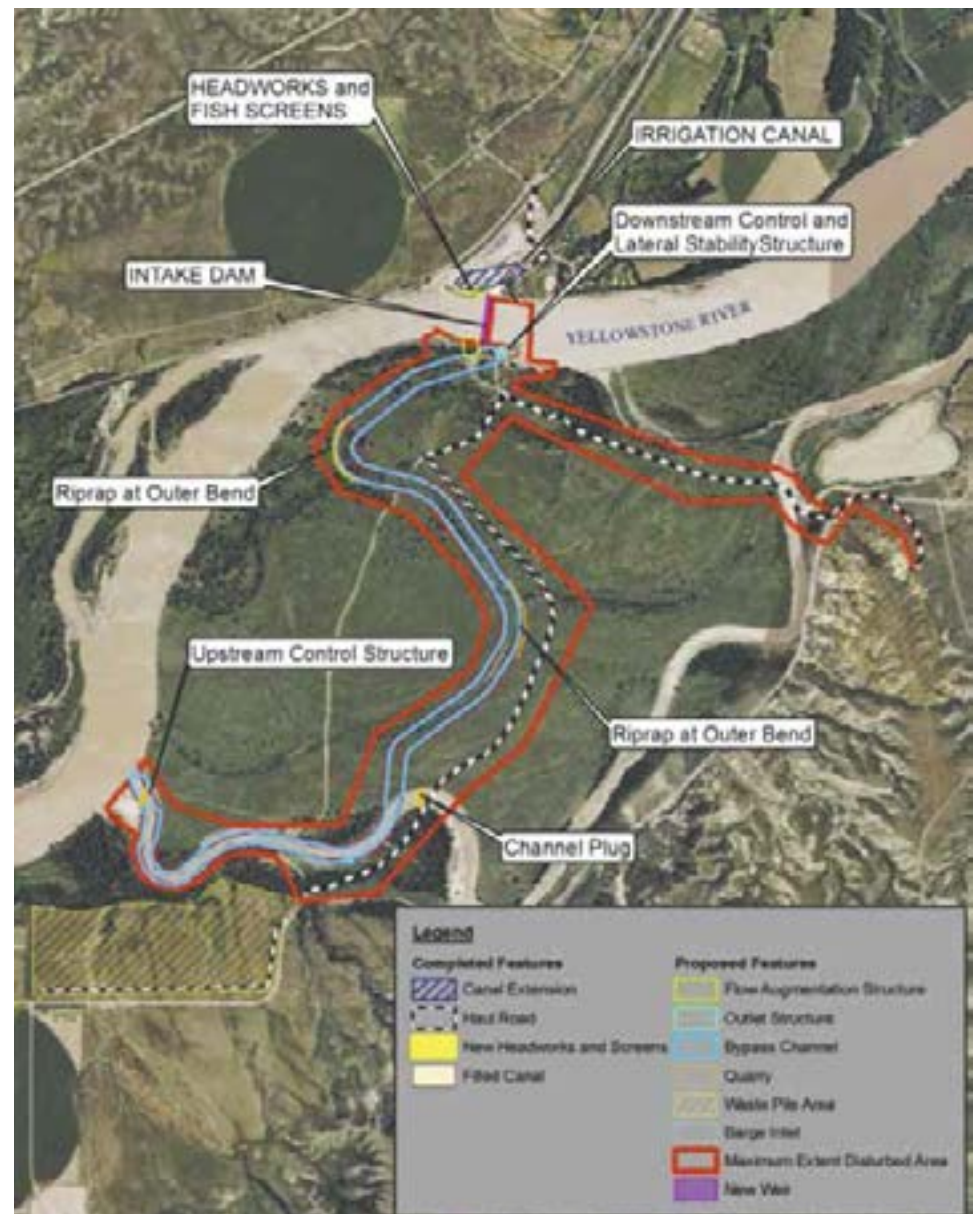 HEADWORKS and
FISH SCREENS
IRRIGATION CANAL
Downstream Control and
Lateral StabilityStructure
INTAKE DAM
YELLOWSTONE RIVER
Riprap at Outer Bend
Upstream Control Structure
Riprap at Outer Bend
Channel Plug
Legend
Completed Features
Canal Extension
Haul Road
New Headworks and Screens
Filled Canal
Proposed Features
Flow Augmentation Structure
Outlet Structure
Bypass Channel
Quarry
Waste Pile Area
Barge Inlet
Maximum Extent Disturbed Area
New Weir